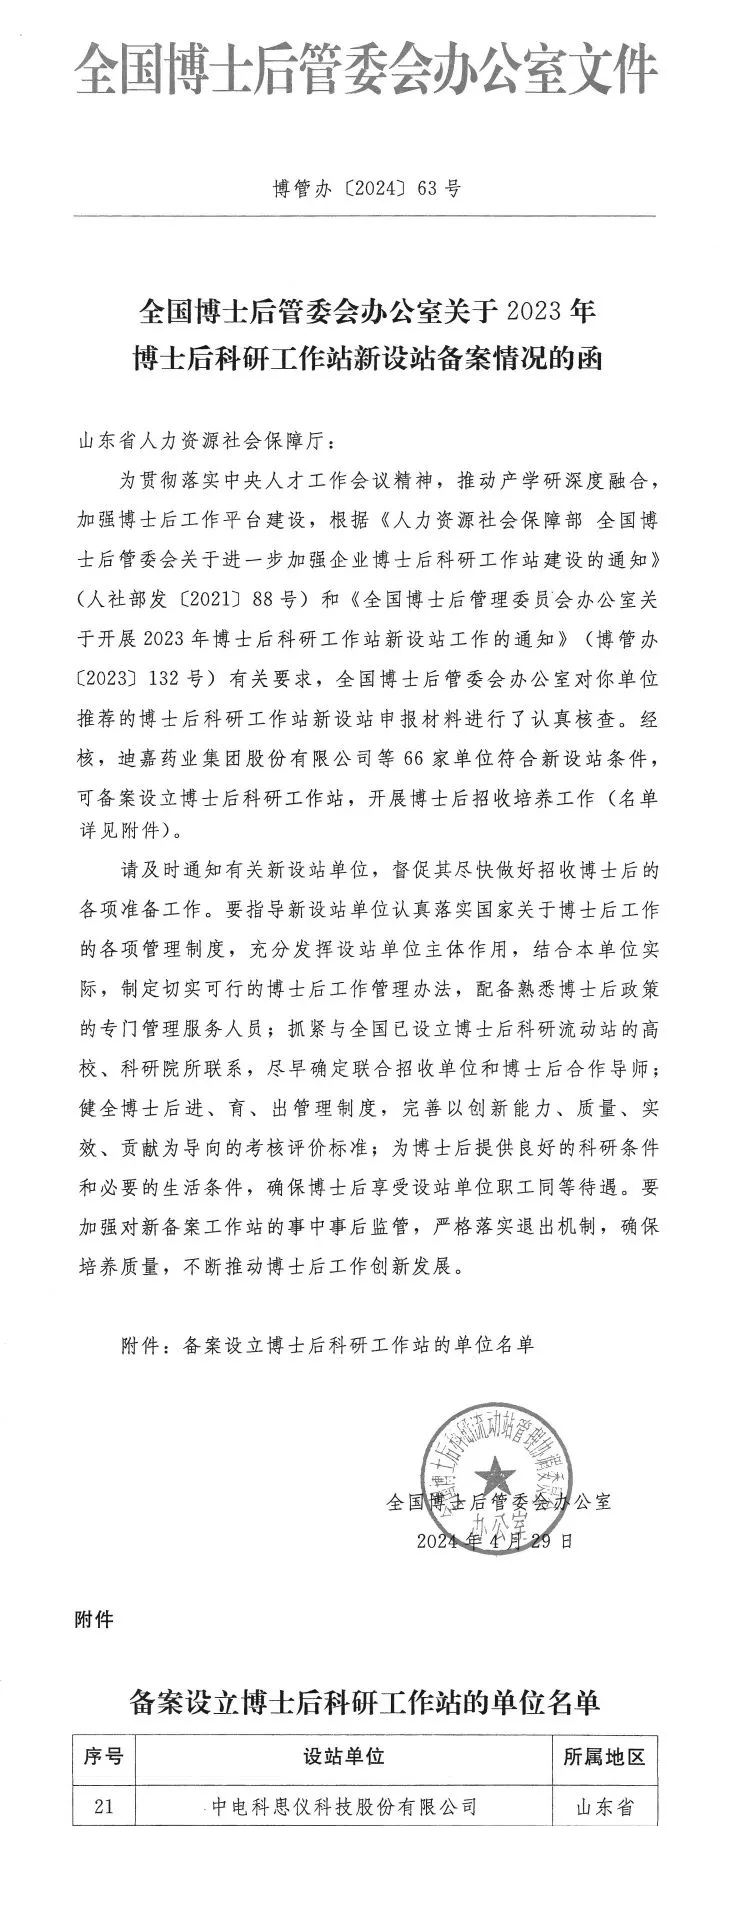 全国博士后管委会办公室文件
博管办〔2024〕63号
全国博士后管委会办公室关于 2023 年
博士后科研工作站新设站备案情况的函
山东省人力资源社会保障厅：
为贯彻落实中央人才工作会议精神，推动产学研深度融合，
加强博士后工作平台建设，根据《人力资源社会保障部 全国博
士后管委会关于进一步加强企业博士后科研工作站建设的通知》
（人社部发〔2021〕88 号）和《全国博士后管理委员会办公室关
于开展 2023 年博士后科研工作站新设站工作的通知》（博管办
〔2023〕132 号）有关要求，全国博士后管委会办公室对你单位
推荐的博士后科研工作站新设站申报材料进行了认真核查。经
核，迪嘉药业集团股份有限公司等 66 家单位符合新设站条件，
可备案设立博士后科研工作站，开展博士后招收培养工作（名单
详见附件）。
请及时通知有关新设站单位，督促其尽快做好招收博士后的
各项准备工作。要指导新设站单位认真落实国家关于博士后工作
的各项管理制度，充分发挥设站单位主体作用，结合本单位实
际，制定切实可行的博士后工作管理办法，配备熟悉博士后政策
的专门管理服务人员；抓紧与全国已设立博士后科研流动站的高
校、科研院所联系，尽早确定联合招收单位和博士后合作导师；
健全博士后进、育、出管理制度，完善以创新能力、质量、实
效、贡献为导向的考核评价标准；为博士后提供良好的科研条件
和必要的生活条件，确保博士后享受设站单位职工同等待遇。要
加强对新备案工作站的事中事后监管，严格落实退出机制，确保
培养质量，不断推动博士后工作创新发展。
附件：备案设立博士后科研工作站的单位名单
全国博士后科研流动站管理协调委员会
办公室
全国博士后管委会办公室
2024 年 4 月 29 日
附件
备案设立博士后科研工作站的单位名单
序号 设站单位 所属地区
21 中电科思仪科技股份有限公司 山东省